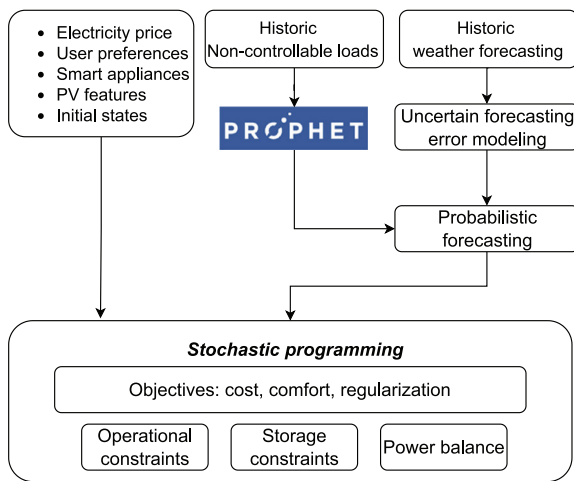 • Electricity price
• User preferences
• Smart appliances
• PV features
• Initial states
Historic
Non-controllable loads
Historic
weather forecasting
PROPHET
Uncertain forecasting
error modeling
Probabilistic
forecasting
Stochastic programming
Objectives: cost, comfort, regularization
Operational
constraints
Storage
constraints
Power balance